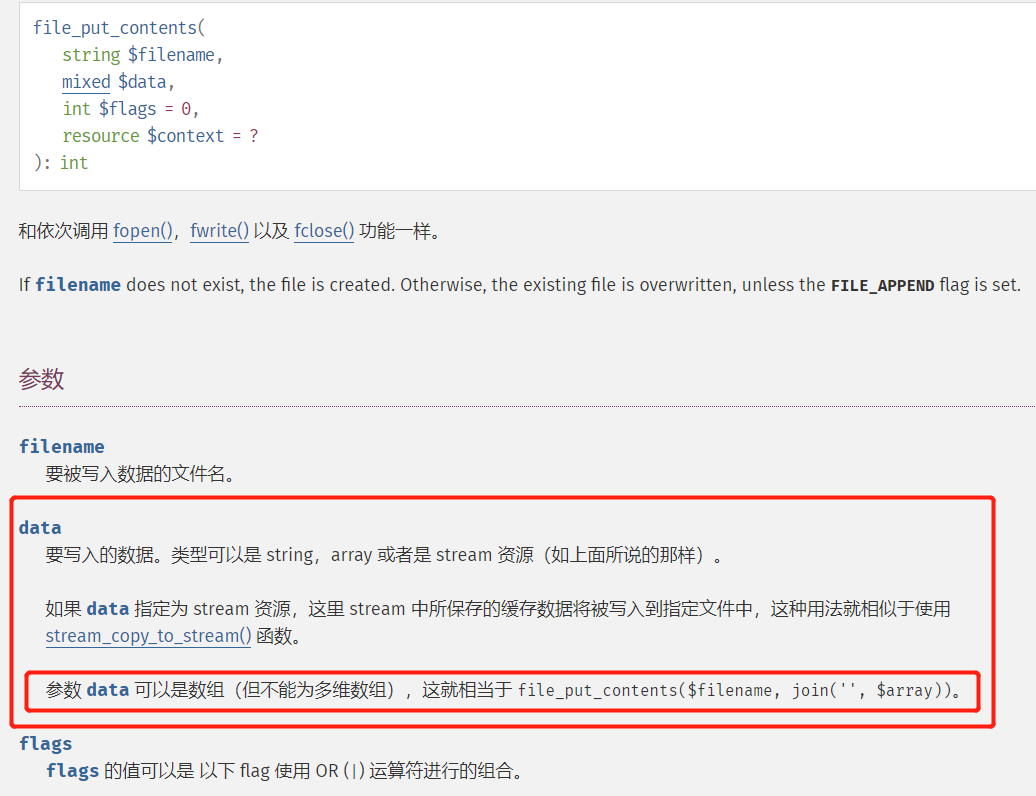 file_put_contents(
string $filename,
mixed $data,
int $flags = 0,
resource $context = ?
): int
和依次调用 fopen()，fwrite() 以及 fclose() 功能一样。
If filename does not exist, the file is created. Otherwise, the existing file is overwritten, unless the FILE_APPEND flag is set.
参数
filename
要被写入数据的文件名。
data
要写入的数据。类型可以是 string，array 或者是 stream 资源（如上面所说的那样）。
如果 data 指定为 stream 资源，这里 stream 中所保存的缓存数据将被写入到指定文件中，这种用法就相似于使用
stream_copy_to_stream() 函数。
参数 data 可以是数组（但不能为多维数组），这就相当于 file_put_contents($filename, join('', $array))。
flags
flags 的值可以是 以下 flag 使用 OR (|) 运算符进行的组合。